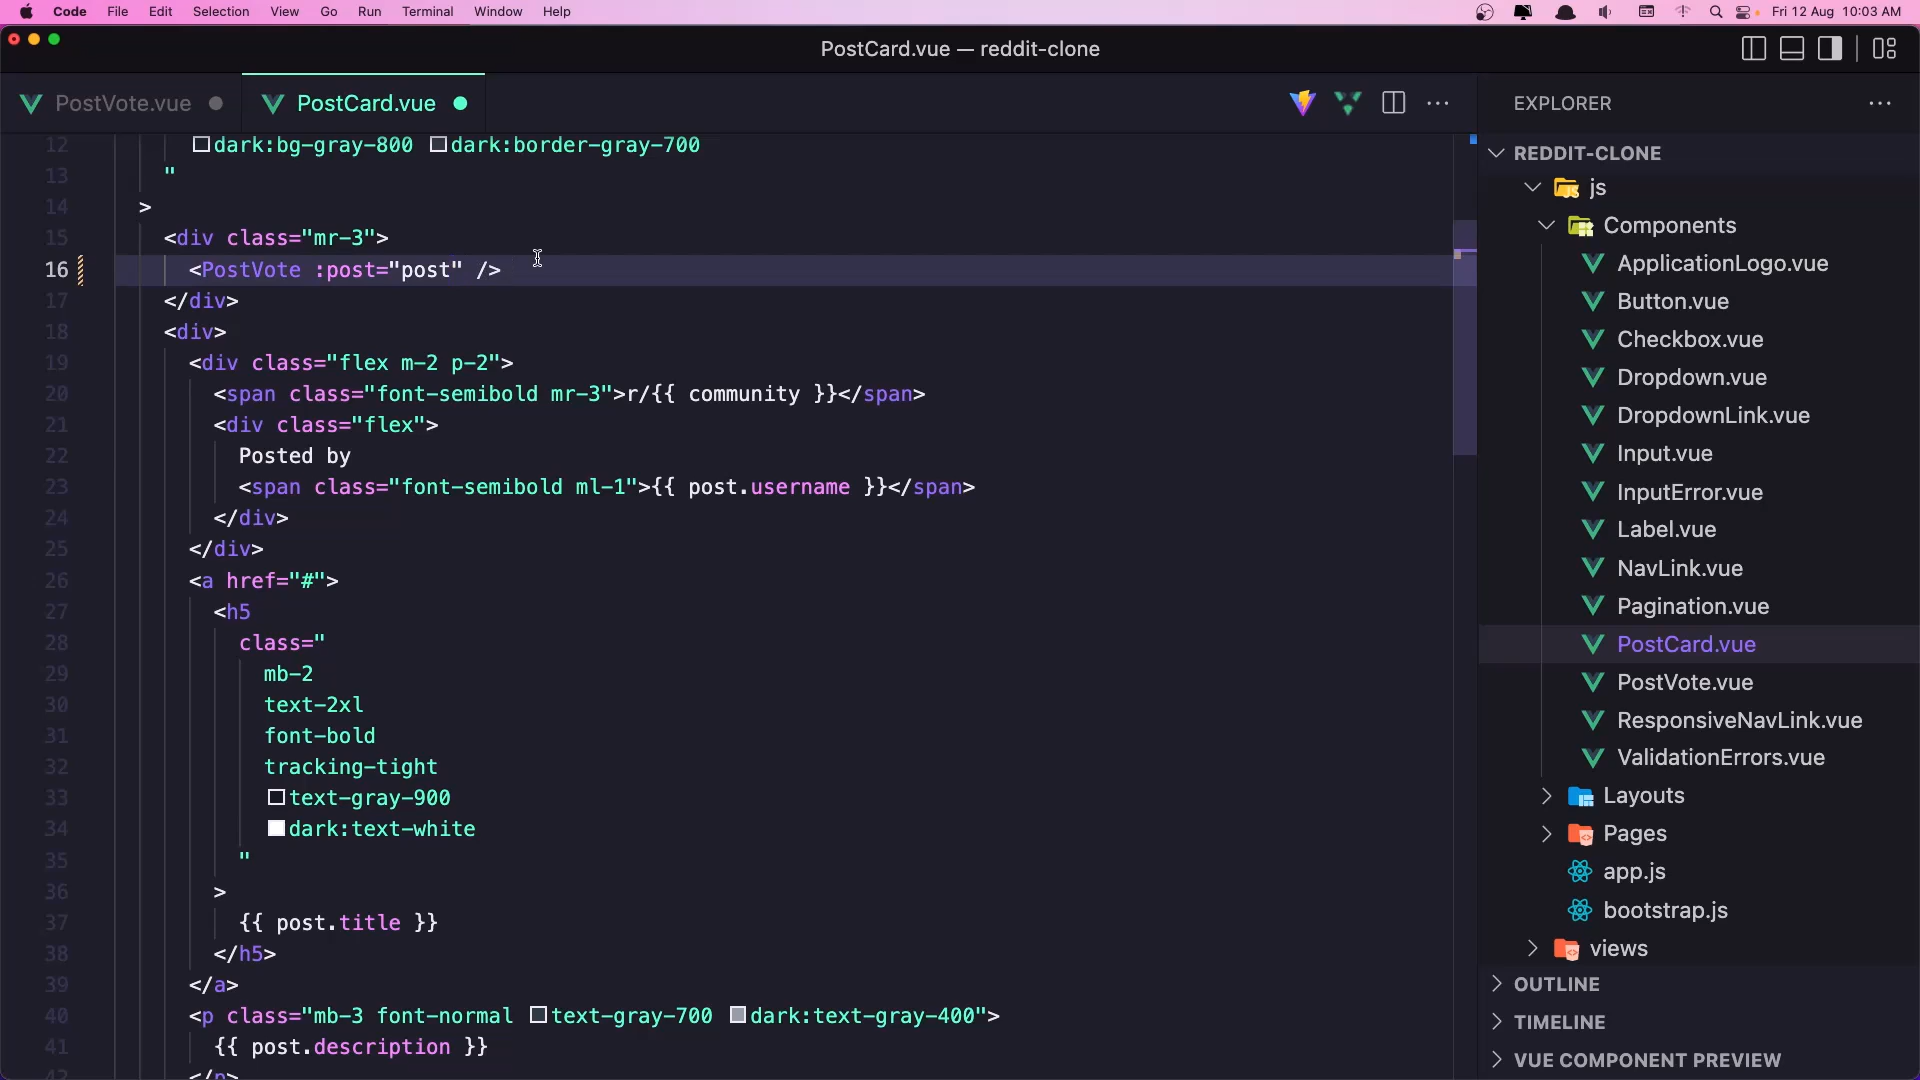 Code File Edit Selection View Go Run Terminal Window Help Fri 12 Aug 10:03 AM
PostCard.vue — reddit-clone
PostVote.vue PostCard.vue
12 dark:bg-gray-800 dark:border-gray-700
13 "
14 >
15 <div class="mr-3">
16 <PostVote :post="post" />
17 </div>
18 <div>
19 <div class="flex m-2 p-2">
20 <span class="font-semibold mr-3">r/{{ community }}</span>
21 <div class="flex">
22 Posted by
23 <span class="font-semibold ml-1">{{ post.username }}</span>
24 </div>
25 </div>
26 <a href="#">
27 <h5
28 class="
29 mb-2
30 text-2xl
31 font-bold
32 tracking-tight
33 text-gray-900
34 dark:text-white
35 "
36 >
37 {{ post.title }}
38 </h5>
39 </a>
40 <p class="mb-3 font-normal text-gray-700 dark:text-gray-400">
41 {{ post.description }}
42 </p>
EXPLORER
REDDIT-CLONE
js
Components
ApplicationLogo.vue
Button.vue
Checkbox.vue
Dropdown.vue
DropdownLink.vue
Input.vue
InputError.vue
Label.vue
NavLink.vue
Pagination.vue
PostCard.vue
PostVote.vue
ResponsiveNavLink.vue
ValidationErrors.vue
Layouts
Pages
app.js
bootstrap.js
views
OUTLINE
TIMELINE
VUE COMPONENT PREVIEW